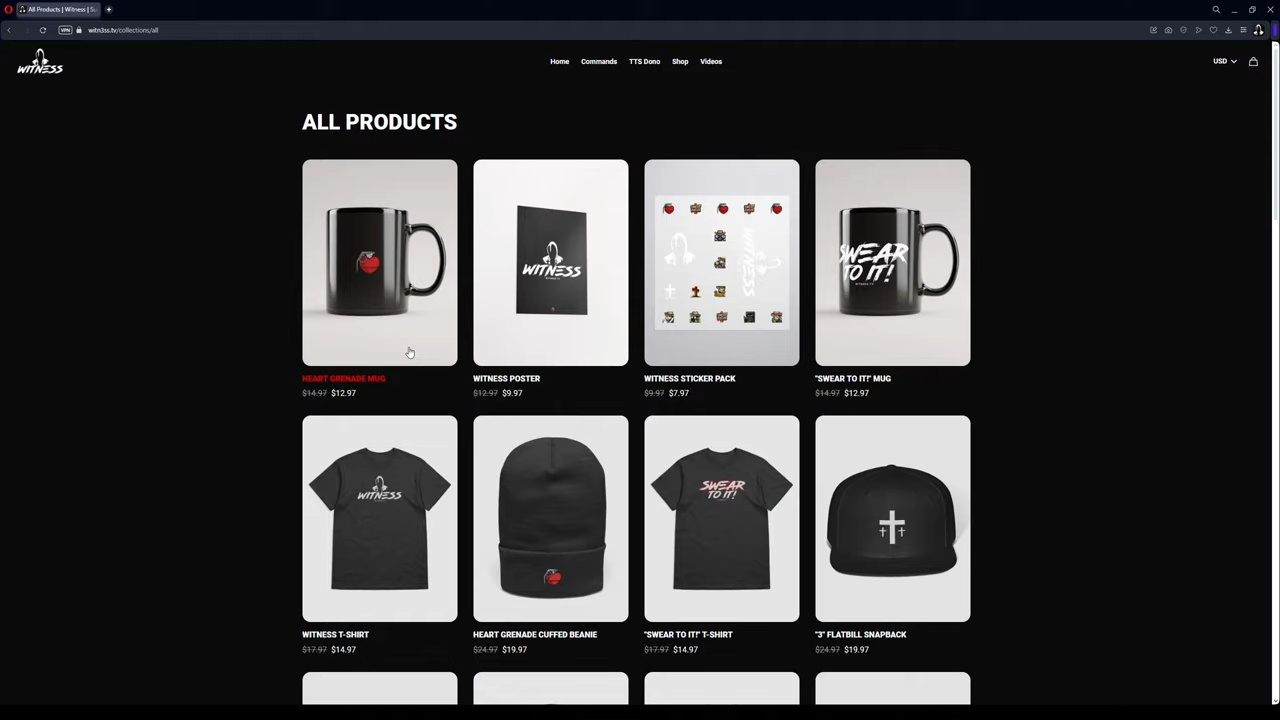 All Products | Witness | Su
VPN
witn3ss.tv/collections/all
WITNESS
Home
Commands
TTS Dono
Shop
Videos
USD
ALL PRODUCTS
WITNESS
WITNESS
SWEAR
TO IT!
HEART GRENADE MUG
$14.97 $12.97
WITNESS POSTER
$12.97 $9.97
WITNESS STICKER PACK
$9.97 $7.97
"SWEAR TO IT!" MUG
$14.97 $12.97
WITNESS
SWEAR
TO IT!
WITNESS T-SHIRT
$17.97 $14.97
HEART GRENADE CUFFED BEANIE
$24.97 $19.97
"SWEAR TO IT!" T-SHIRT
$17.97 $14.97
"3" FLATBILL SNAPBACK
$24.97 $19.97